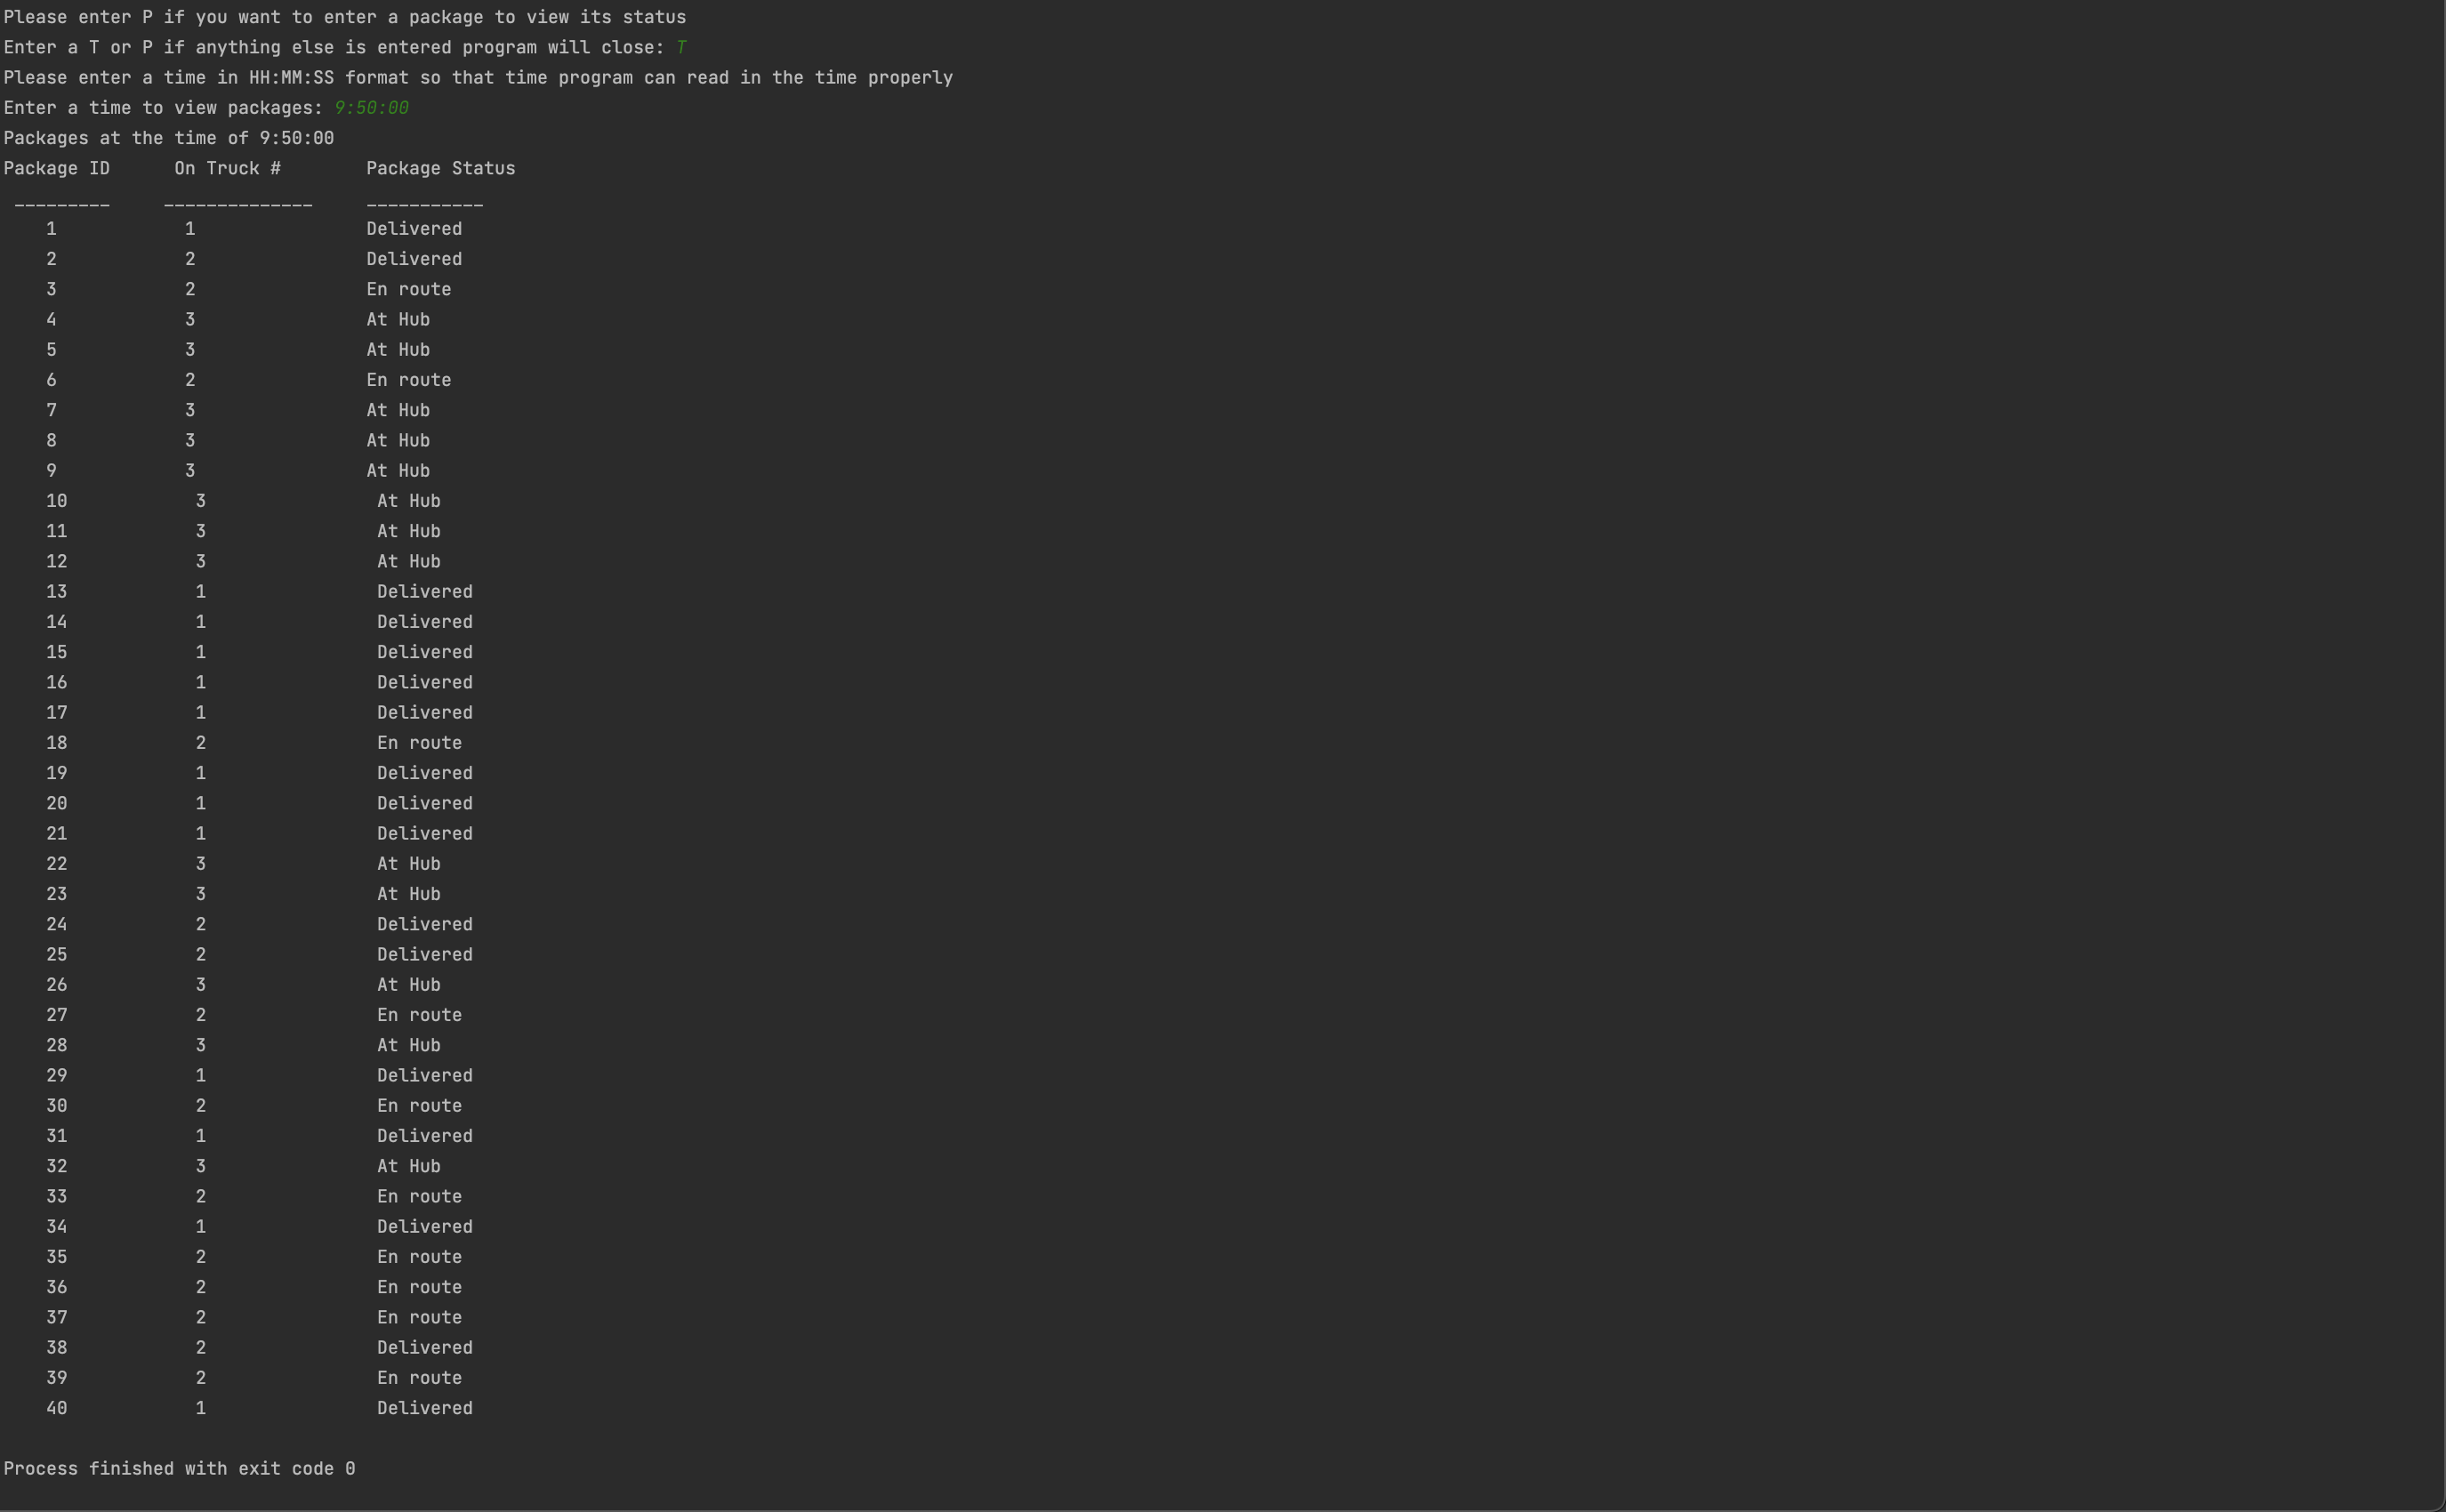 Please enter P if you want to enter a package to view its status
Enter a T or P if anything else is entered program will close: T
Please enter a time in HH:MM:SS format so that time program can read in the time properly
Enter a time to view packages: 9:50:00
Packages at the time of 9:50:00
Package ID      On Truck #        Package Status
 _________     ______________     ___________
    1            1                Delivered
    2            2                Delivered
    3            2                En route
    4            3                At Hub
    5            3                At Hub
    6            2                En route
    7            3                At Hub
    8            3                At Hub
    9            3                At Hub
    10            3                At Hub
    11            3                At Hub
    12            3                At Hub
    13            1                Delivered
    14            1                Delivered
    15            1                Delivered
    16            1                Delivered
    17            1                Delivered
    18            2                En route
    19            1                Delivered
    20            1                Delivered
    21            1                Delivered
    22            3                At Hub
    23            3                At Hub
    24            2                Delivered
    25            2                Delivered
    26            3                At Hub
    27            2                En route
    28            3                At Hub
    29            1                Delivered
    30            2                En route
    31            1                Delivered
    32            3                At Hub
    33            2                En route
    34            1                Delivered
    35            2                En route
    36            2                En route
    37            2                En route
    38            2                Delivered
    39            2                En route
    40            1                Delivered
Process finished with exit code 0